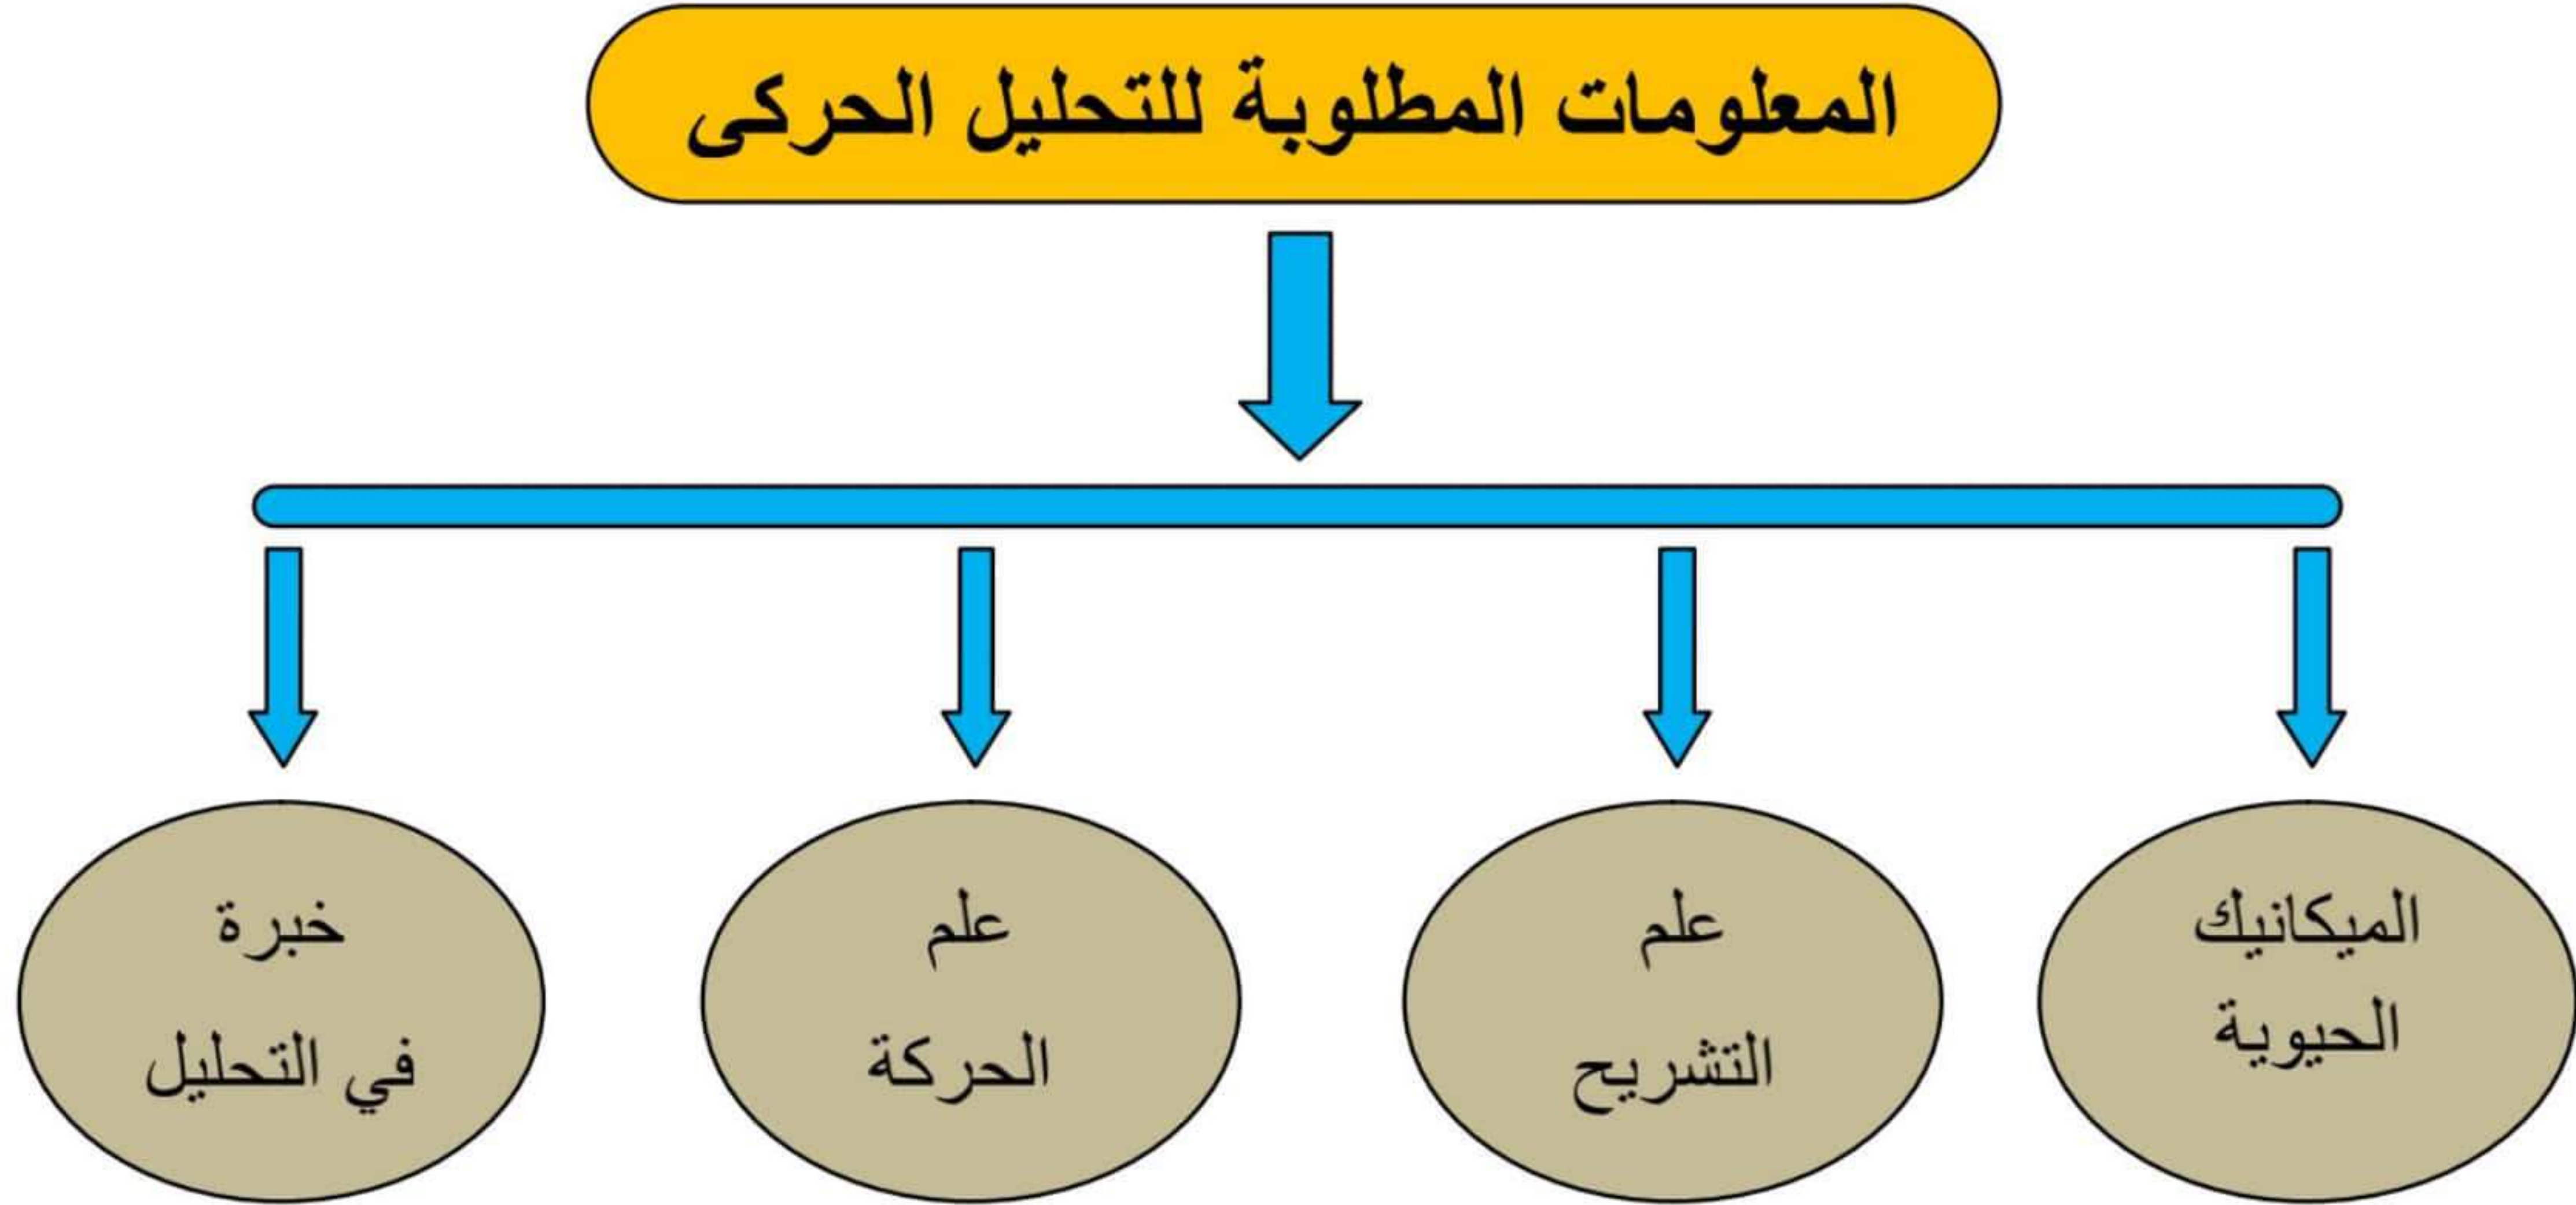 المعلومات المطلوبة للتحليل الحركى
الميكانيك
الحيوية
علم
التشريح
علم
الحركة
خبرة
في التحليل